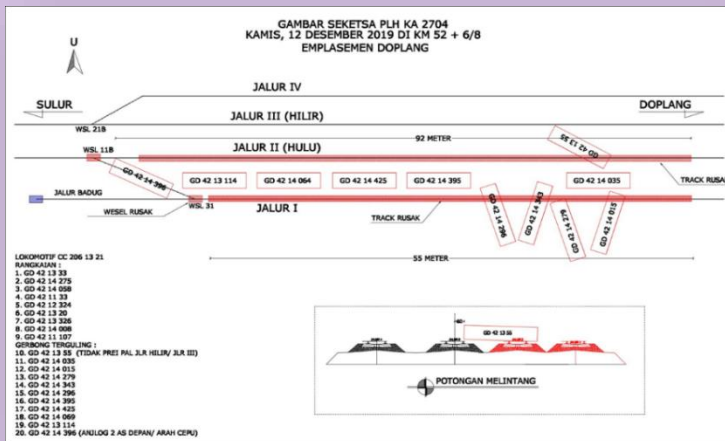 GAMBAR SEKETSA PLH KA 2704
KAMIS, 12 DESEMBER 2019 DI KM 52 + 6/8
EMPLASEMEN DOPLANG
U
JALUR IV
SULUR
DOPLANG
JALUR III (HILIR)
WSL 21B
92 METER
WSL 11B
JALUR II (HULU)
GD 42 13 55
GD 42 14 396
GD 42 13 114
GD 42 14 064
GD 42 14 425
GD 42 14 395
GD 42 14 035
TRACK RUSAK
JALUR BADUG
WESEL RUSAK
WSL 31
JALUR I
TRACK RUSAK
GD 42 14 296
GD 42 14 343
GD 42 14 279
GD 42 14 015
55 METER
LOKOMOTIF CC 206 13 21
RANGKAIAN :
1. GD 42 13 33
2. GD 42 14 275
3. GD 42 14 058
4. GD 42 11 33
5. GD 42 12 324
6. GD 42 13 20
7. GD 42 13 326
8. GD 42 14 008
9. GD 42 11 107
GERBONG TERGULING :
10. GD 42 13 55 (TIDAK PREI PAL JLR HILIR/ JLR III)
11. GD 42 14 035
12. GD 42 14 015
13. GD 42 14 279
14. GD 42 14 343
15. GD 42 14 296
16. GD 42 14 395
17. GD 42 14 425
18. GD 42 14 069
19. GD 42 13 114
20. GD 42 14 396 (ANJLOG 2 AS DEPAN/ ARAH CEPU)
GD 42 13 55
POTONGAN MELINTANG